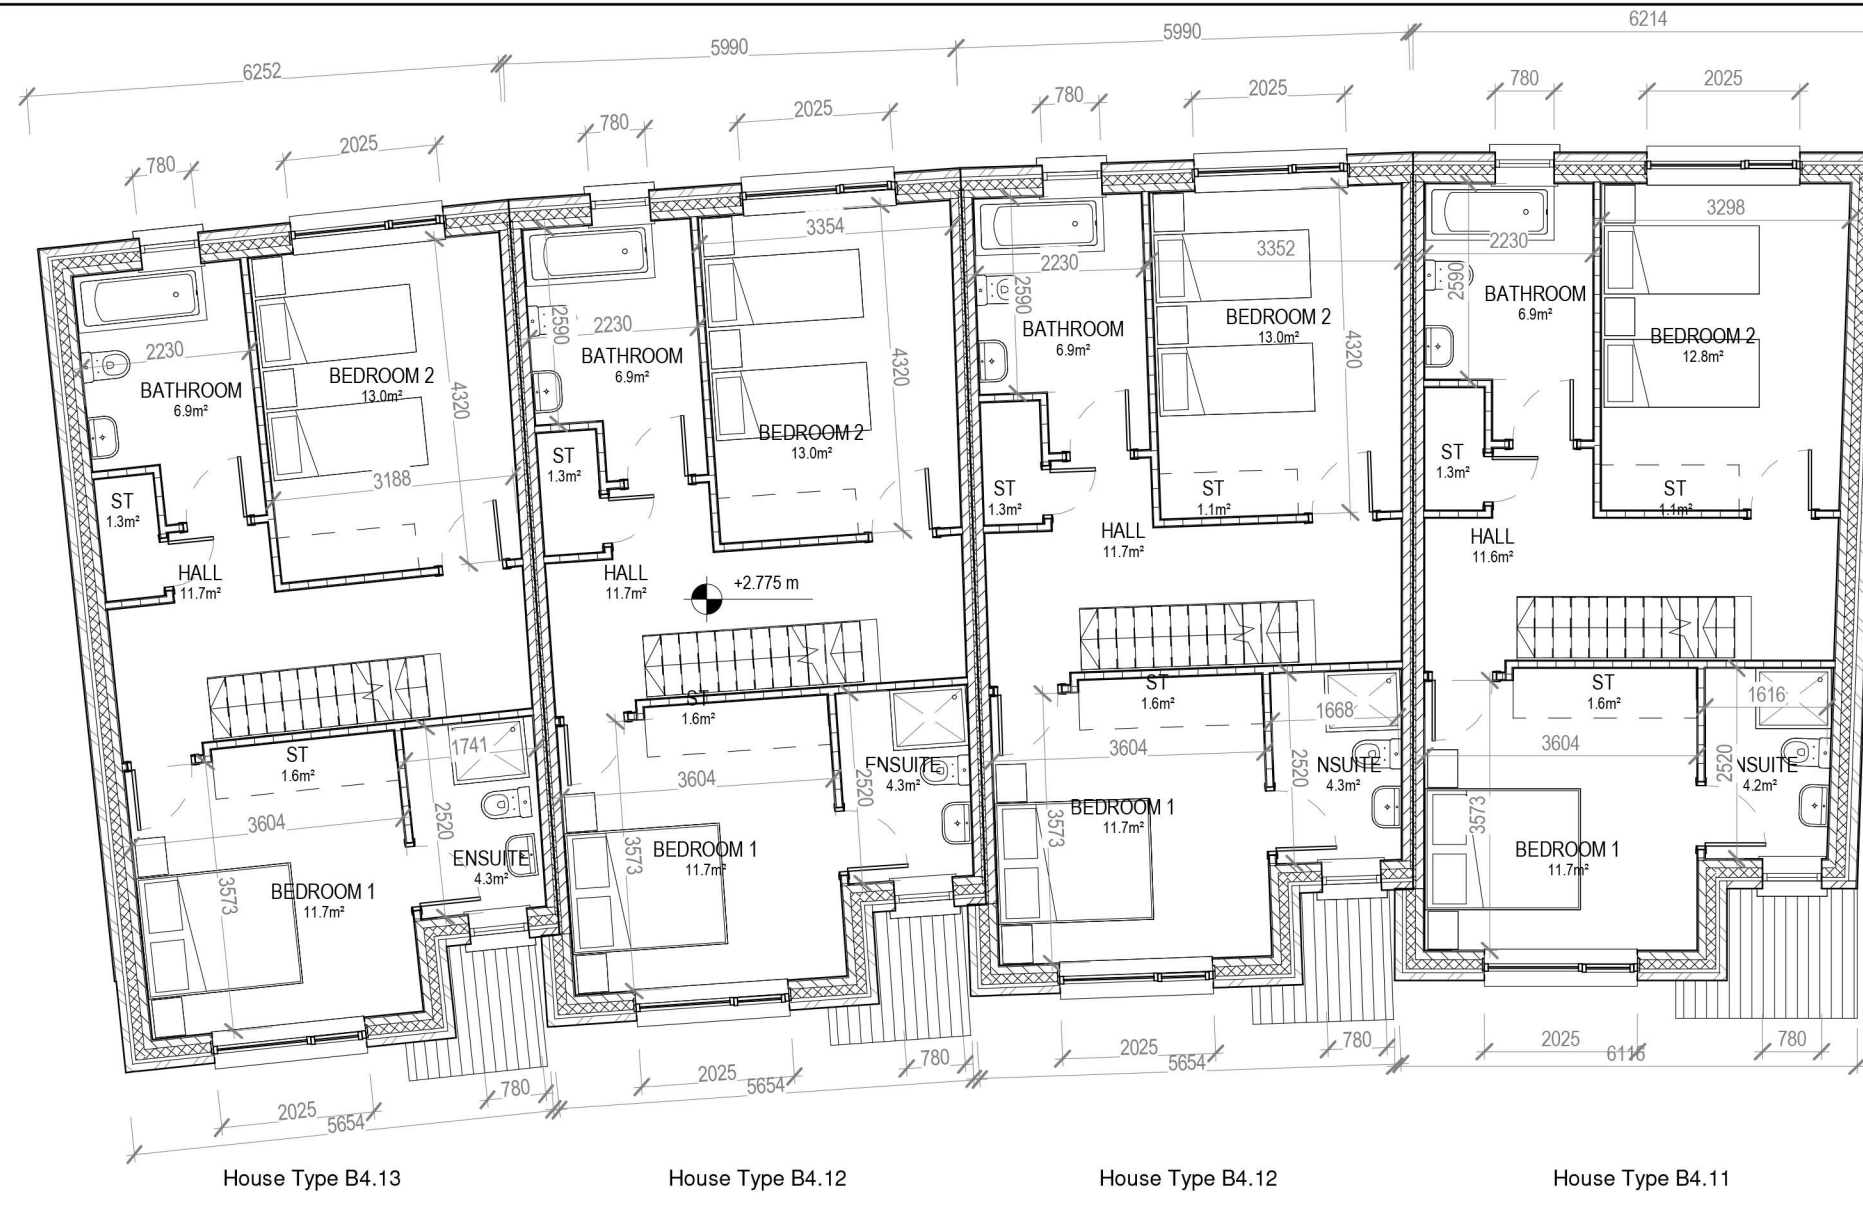 6252
5990
5990
6214
780
2025
780
2025
780
2025
780
2025
2230
BATHROOM
6.9m²
BEDROOM 2
13.0m²
4320
3188
ST
1.3m²
HALL
11.7m²
ST
1.6m²
1741
3604
2520
3573
ENSUITE
4.3m²
BEDROOM 1
11.7m²
2025
780
5654
House Type B4.13
3354
2590
2230
BATHROOM
6.9m²
4320
BEDROOM 2
13.0m²
ST
1.3m²
HALL
11.7m²
+2.775 m
ST
1.6m²
3604
ENSUITE
4.3m²
2520
3573
BEDROOM 1
11.7m²
780
2025
5654
House Type B4.12
2230
3352
2590
BATHROOM
6.9m²
BEDROOM 2
13.0m²
4320
ST
1.3m²
ST
1.1m²
HALL
11.7m²
ST
1.6m²
1668
3604
2520
NSUITE
4.3m²
3573
BEDROOM 1
11.7m²
2025
780
5654
House Type B4.12
3298
2230
2590
BATHROOM
6.9m²
BEDROOM 2
12.8m²
ST
1.3m²
ST
1.1m²
HALL
11.6m²
ST
1.6m²
1616
3604
2520
NSUITE
4.2m²
3573
BEDROOM 1
11.7m²
2025
780
6116
House Type B4.11